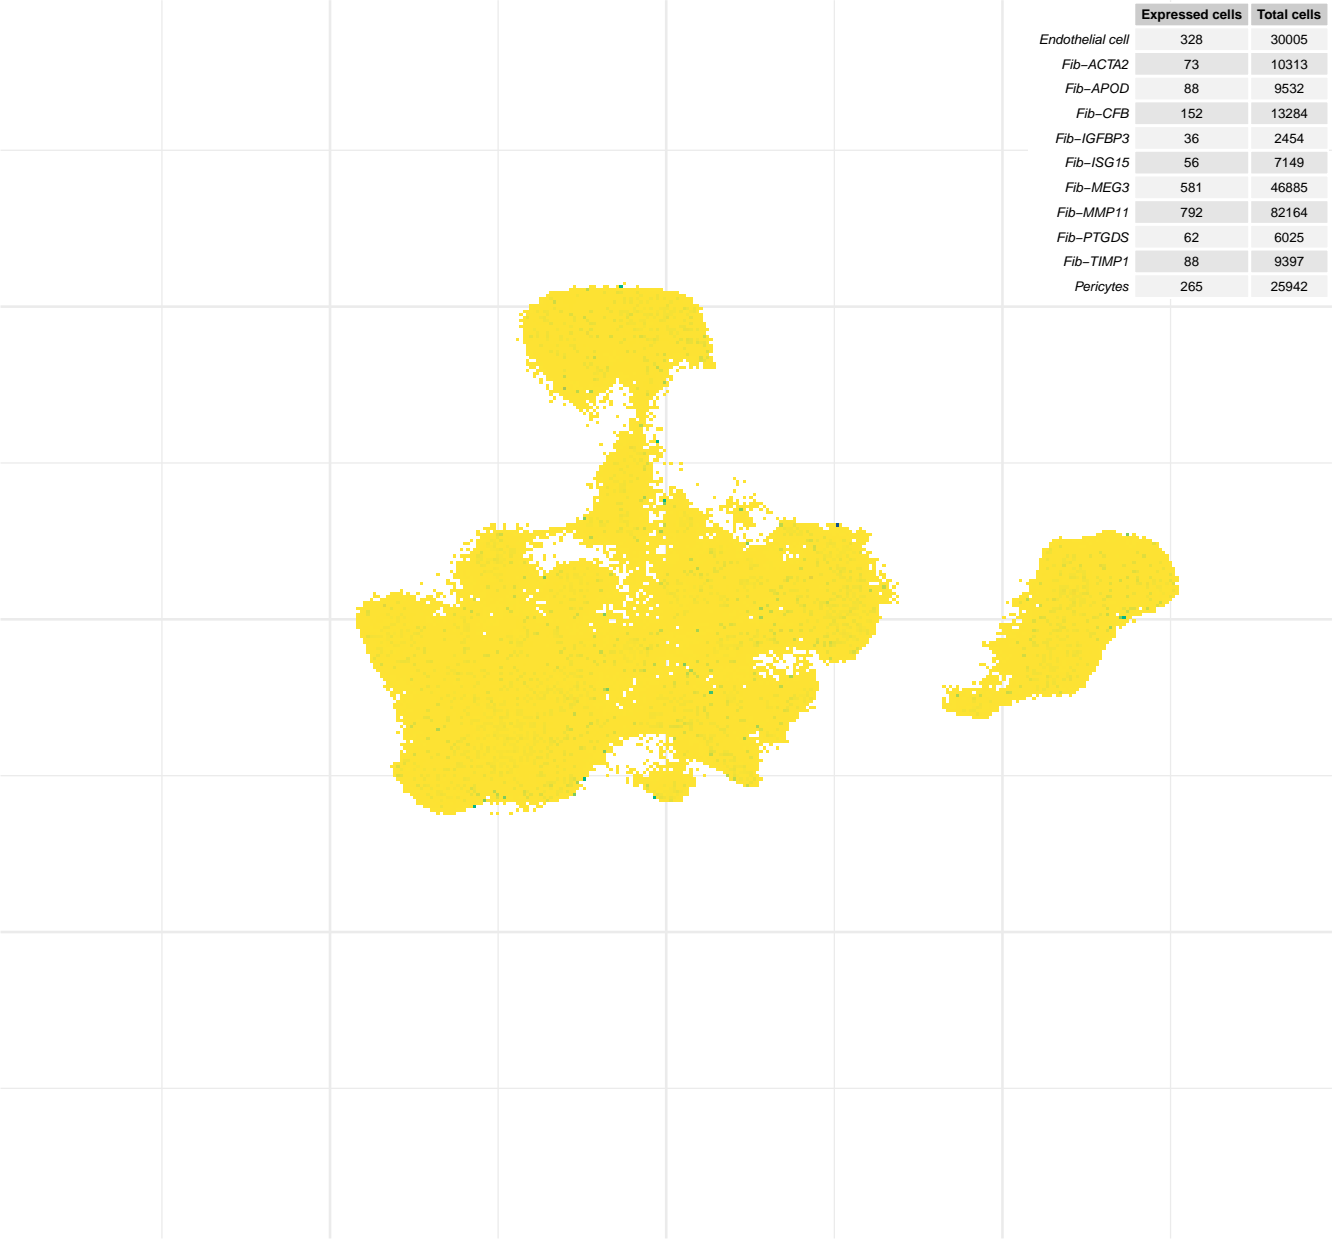 Expressed cells Total cells
Endothelial cell 328 30005
Fib−ACTA2 73 10313
Fib−APOD 88 9532
Fib−CFB 152 13284
Fib−IGFBP3 36 2454
Fib−ISG15 56 7149
Fib−MEG3 581 46885
Fib−MMP11 792 82164
Fib−PTGDS 62 6025
Fib−TIMP1 88 9397
Pericytes 265 25942